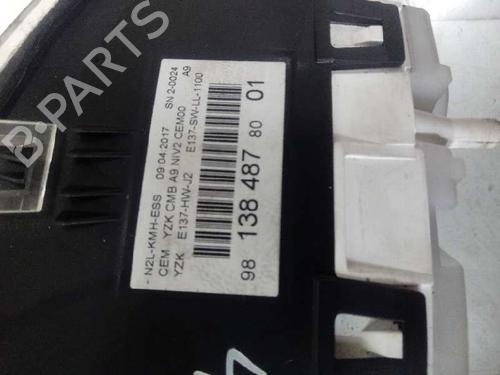 - N2L-KMH-ESS 09:04:2017 SN 2-0024
CEM YZK CMB A9 NIV2 CEM00 A9
YZK E137-HW-J2 E137-SW-LL-1100
98 138 487 80 01
B-PARTS